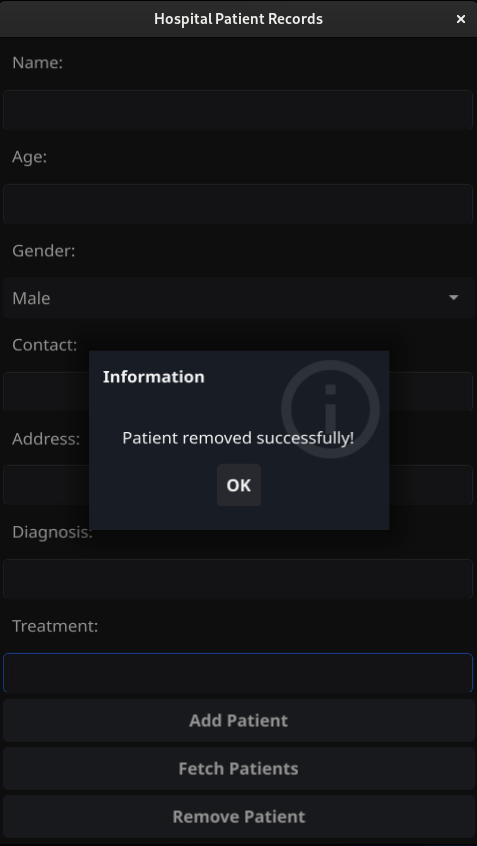 Hospital Patient Records
Name:
Age:
Gender:
Male
Contact:
Information
Patient removed successfully!
Address:
OK
Diagnosis:
Treatment:
Add Patient
Fetch Patients
Remove Patient